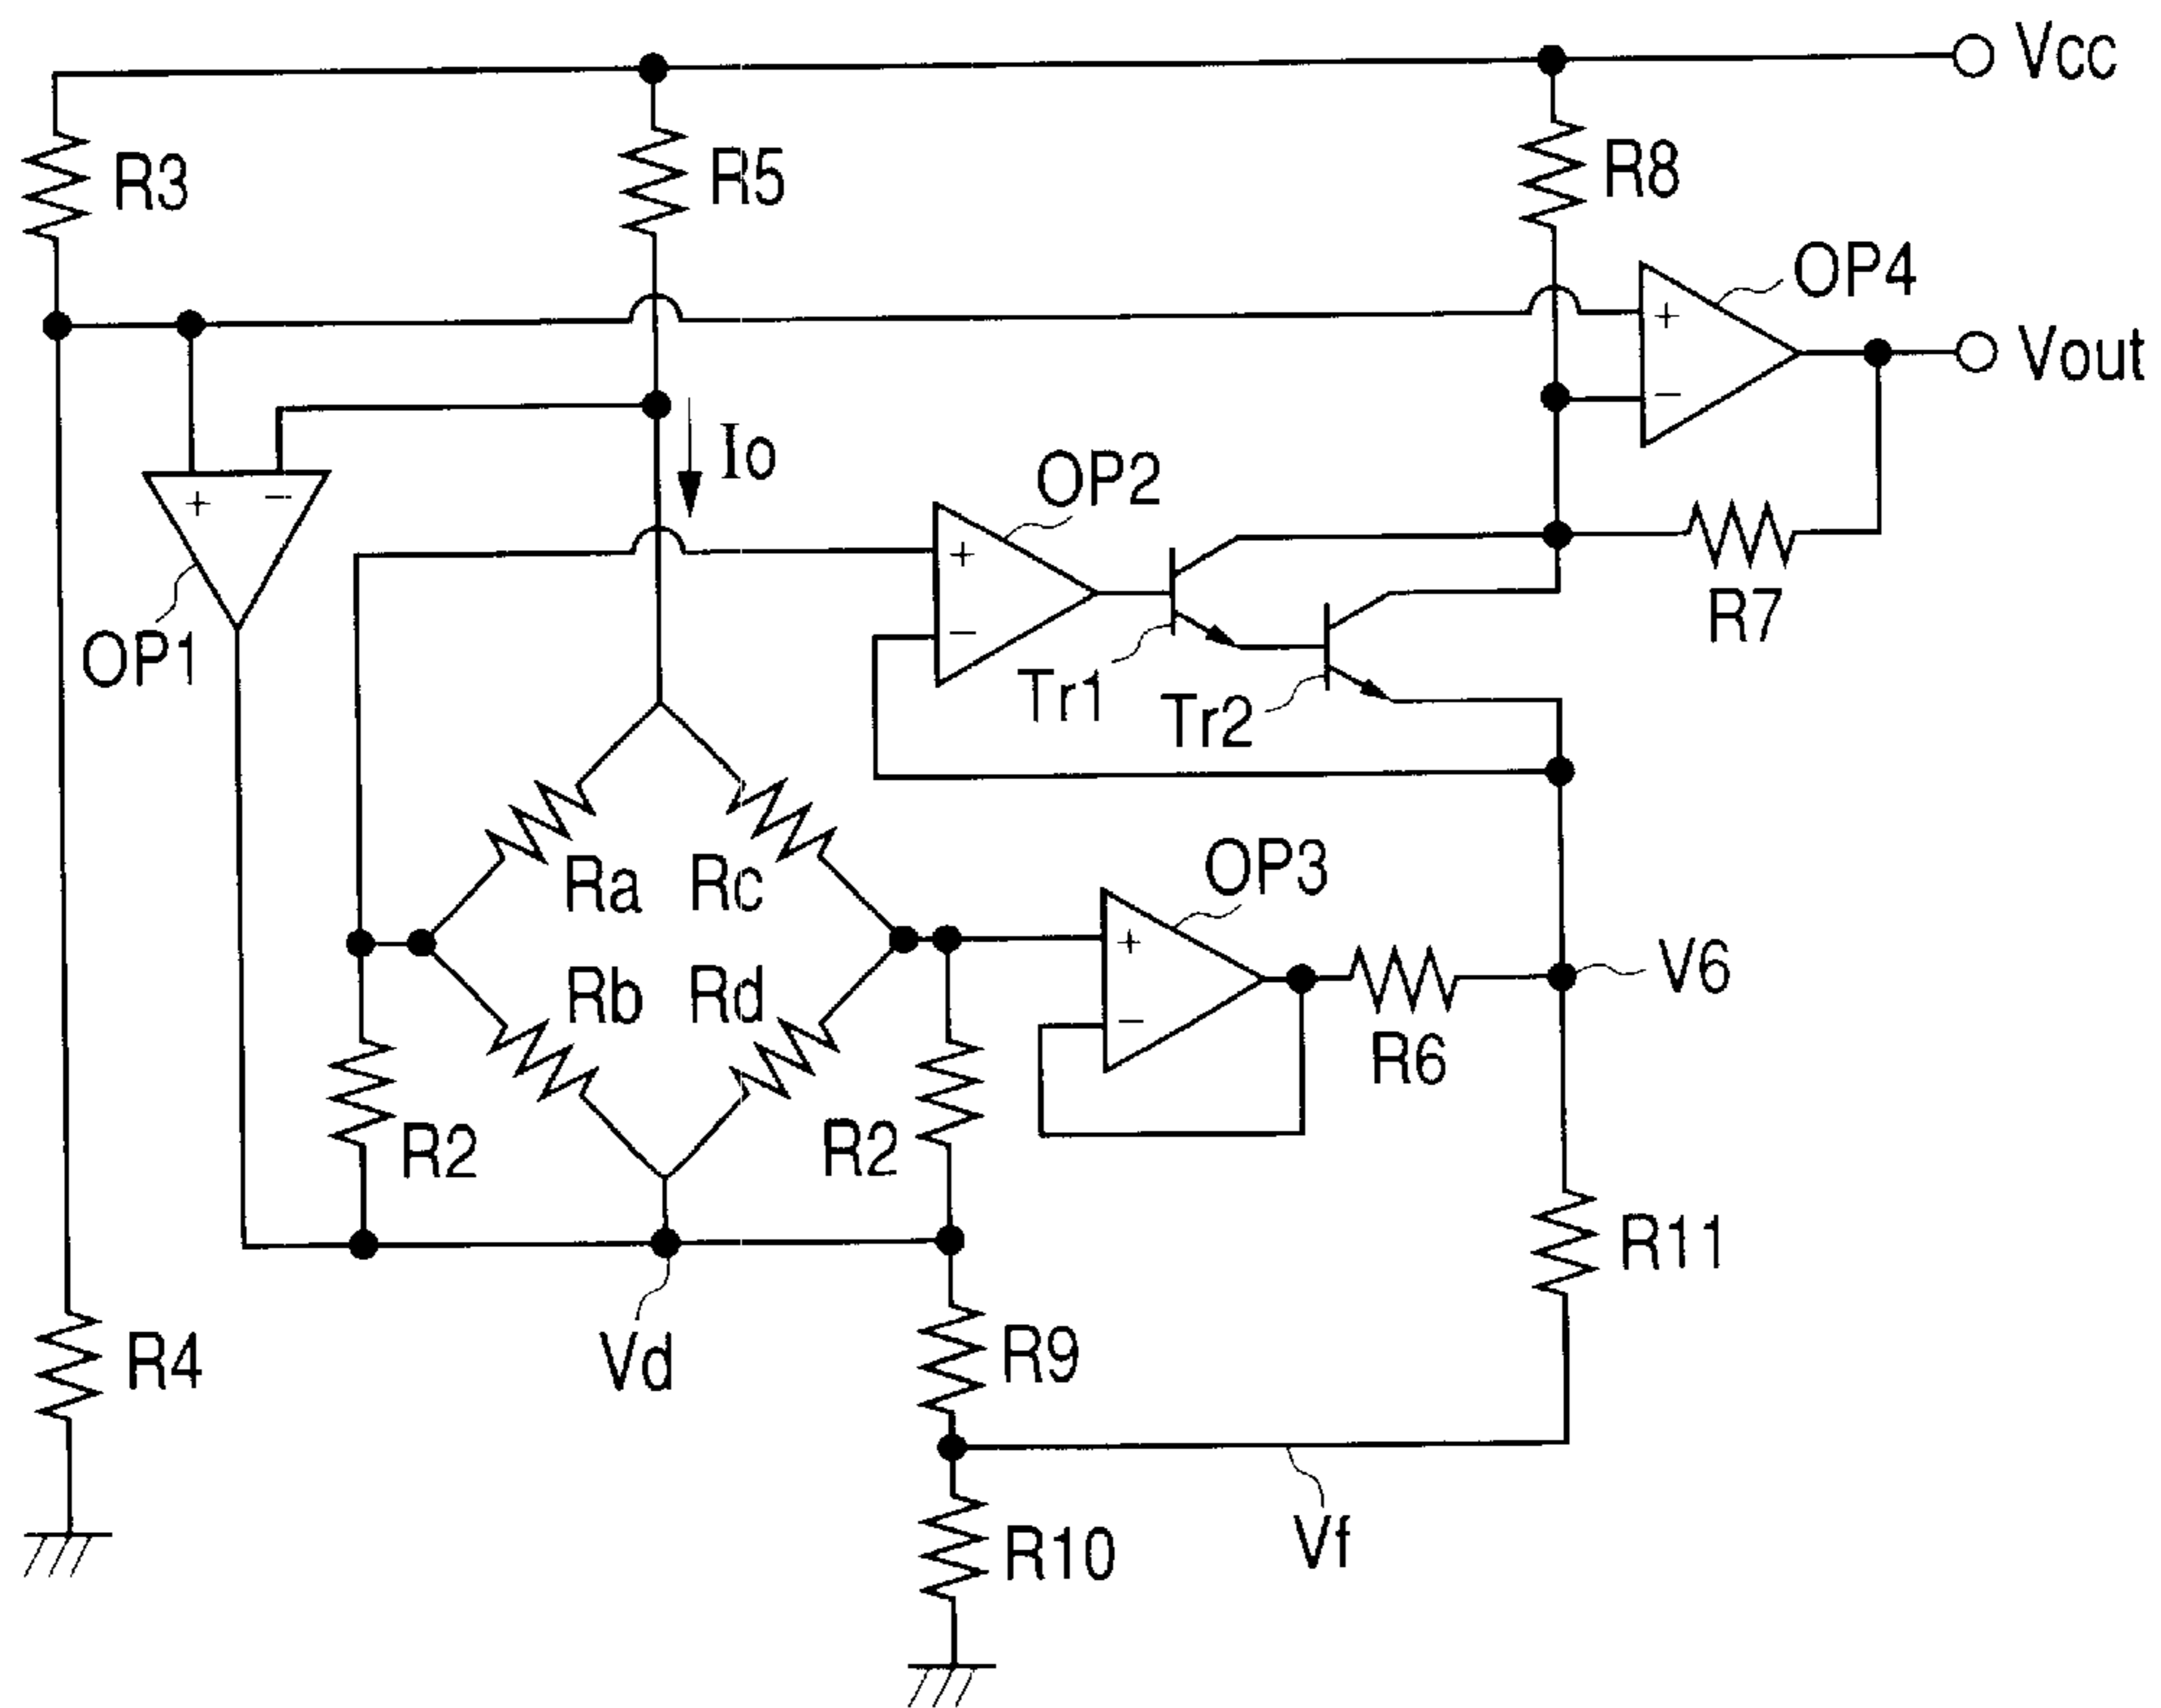 Vcc
R3
R5
R8
OP4
Vout
+
−
Io
OP2
+ −
+
OP1
−
R7
Tr1
Tr2
OP3
Ra Rc
+
V6
Rb Rd
−
R6
R2
R2
R11
R9
Vd
R4
Vf
R10